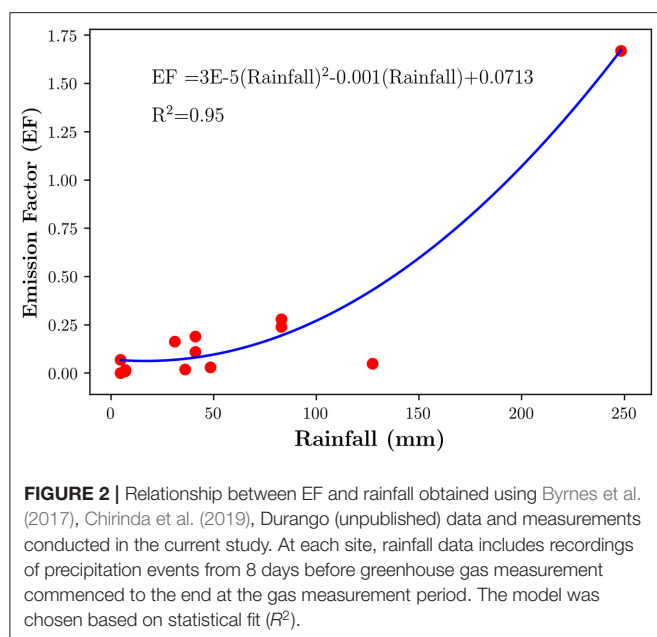 1.75
1.50
1.25
1.00
0.75
0.50
0.25
0.00
Emission Factor (EF)
EF =3E-5(Rainfall)²-0.001(Rainfall)+0.0713
R²=0.95
0
50
100
150
200
250
Rainfall (mm)
FIGURE 2 | Relationship between EF and rainfall obtained using Byrnes et al.
(2017), Chirinda et al. (2019), Durango (unpublished) data and measurements
conducted in the current study. At each site, rainfall data includes recordings
of precipitation events from 8 days before greenhouse gas measurement
commenced to the end at the gas measurement period. The model was
chosen based on statistical fit (R²).